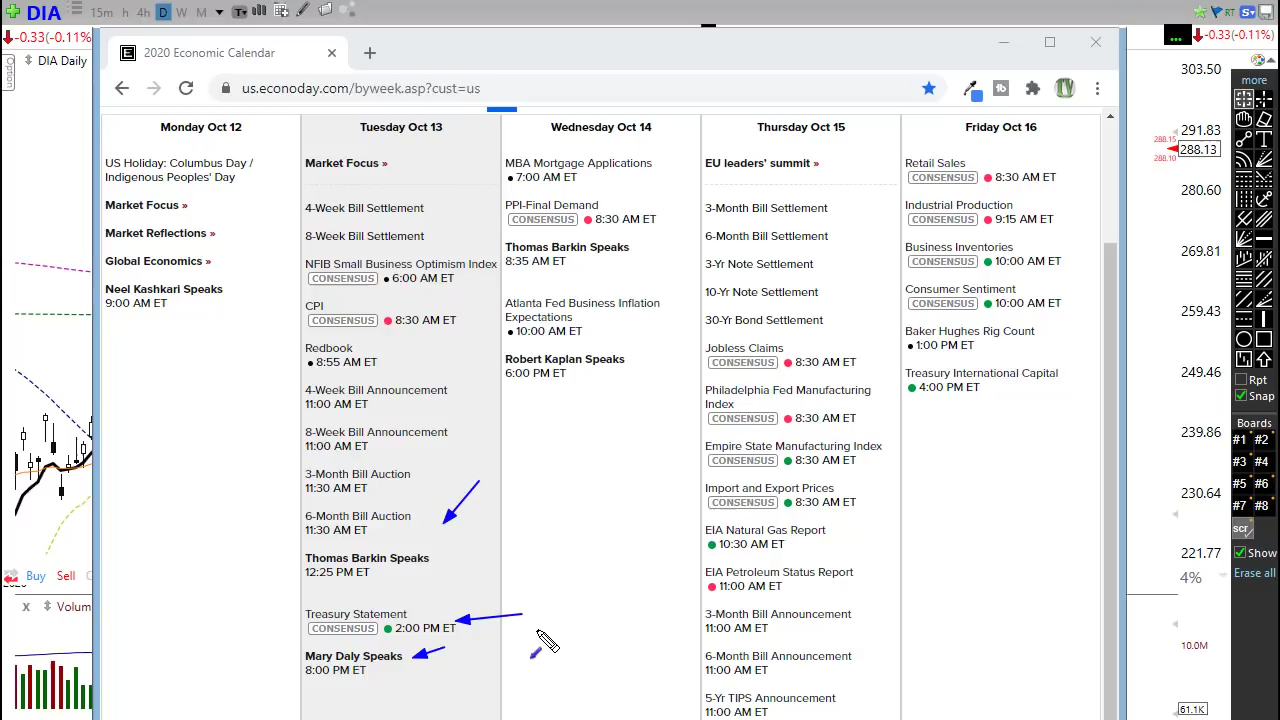 DIA
15m h 4h D W M
RT
-0.33(-0.11%)
-0.33(-0.11%)
2020 Economic Calendar
DIA Daily
Option
us.econoday.com/byweek.asp?cust=us
Monday Oct 12
US Holiday: Columbus Day /
Indigenous Peoples' Day
Market Focus »
Market Reflections »
Global Economics »
Neel Kashkari Speaks
9:00 AM ET
Tuesday Oct 13
Market Focus »
4-Week Bill Settlement
8-Week Bill Settlement
NFIB Small Business Optimism Index
CONSENSUS 6:00 AM ET
CPI
CONSENSUS 8:30 AM ET
Redbook
8:55 AM ET
4-Week Bill Announcement
11:00 AM ET
8-Week Bill Announcement
11:00 AM ET
3-Month Bill Auction
11:30 AM ET
6-Month Bill Auction
11:30 AM ET
Thomas Barkin Speaks
12:25 PM ET
Treasury Statement
CONSENSUS 2:00 PM ET
Mary Daly Speaks
8:00 PM ET
Wednesday Oct 14
MBA Mortgage Applications
7:00 AM ET
PPI-Final Demand
CONSENSUS 8:30 AM ET
Thomas Barkin Speaks
8:35 AM ET
Atlanta Fed Business Inflation
Expectations
10:00 AM ET
Robert Kaplan Speaks
6:00 PM ET
Thursday Oct 15
EU leaders' summit »
3-Month Bill Settlement
6-Month Bill Settlement
3-Yr Note Settlement
10-Yr Note Settlement
30-Yr Bond Settlement
Jobless Claims
CONSENSUS 8:30 AM ET
Philadelphia Fed Manufacturing
Index
CONSENSUS 8:30 AM ET
Empire State Manufacturing Index
CONSENSUS 8:30 AM ET
Import and Export Prices
CONSENSUS 8:30 AM ET
EIA Natural Gas Report
10:30 AM ET
EIA Petroleum Status Report
11:00 AM ET
3-Month Bill Announcement
11:00 AM ET
6-Month Bill Announcement
11:00 AM ET
5-Yr TIPS Announcement
11:00 AM ET
Friday Oct 16
Retail Sales
CONSENSUS 8:30 AM ET
Industrial Production
CONSENSUS 9:15 AM ET
Business Inventories
CONSENSUS 10:00 AM ET
Consumer Sentiment
CONSENSUS 10:00 AM ET
Baker Hughes Rig Count
1:00 PM ET
Treasury International Capital
4:00 PM ET
Buy Sell
x Volum
303.50
291.83
288.15
288.13
288.10
280.60
269.81
259.43
249.46
239.86
230.64
221.77
4%
10.0M
61.1K
more
Rpt
Snap
Boards
#1 #2
#3 #4
#5 #6
#7 #8
scr
Show
Erase all